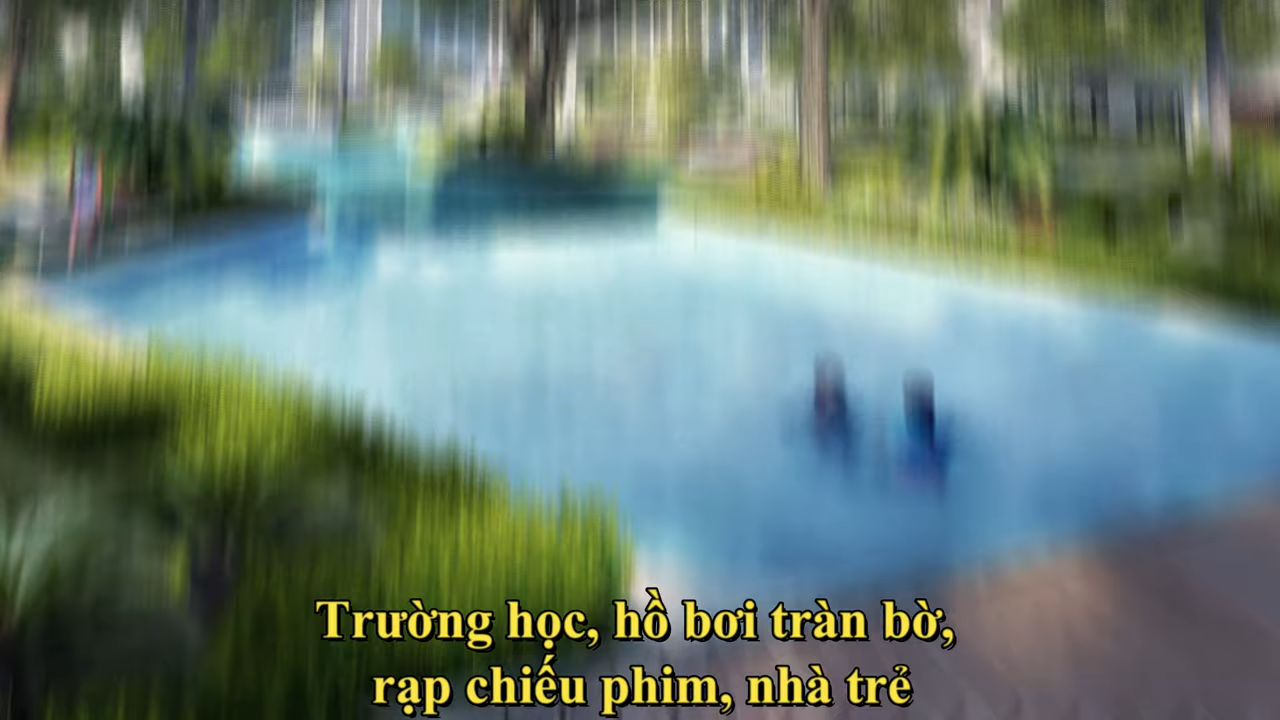 Trường học, hồ bơi tràn bờ,
rạp chiếu phim, nhà trẻ